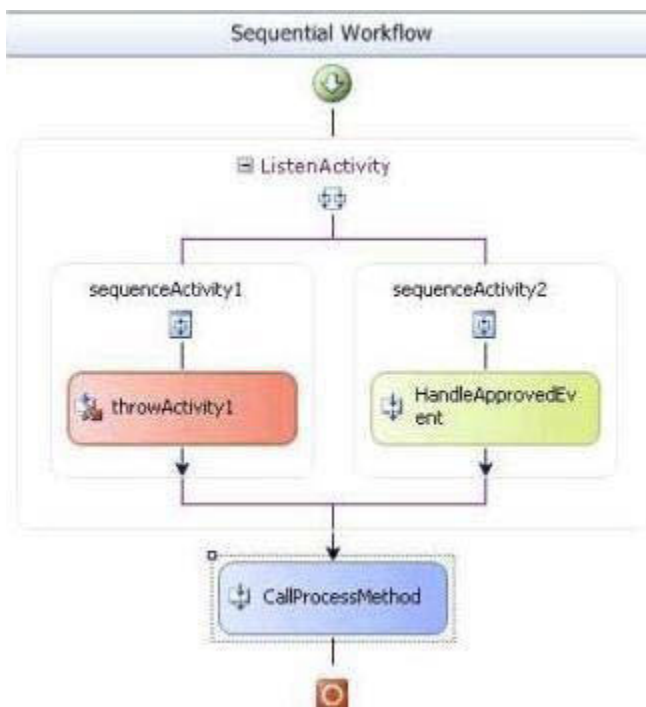 Sequential Workflow
ListenActivity
sequenceActivity1
sequenceActivity2
throwActivity1
HandleApprovedEv
ent
CallProcessMethod